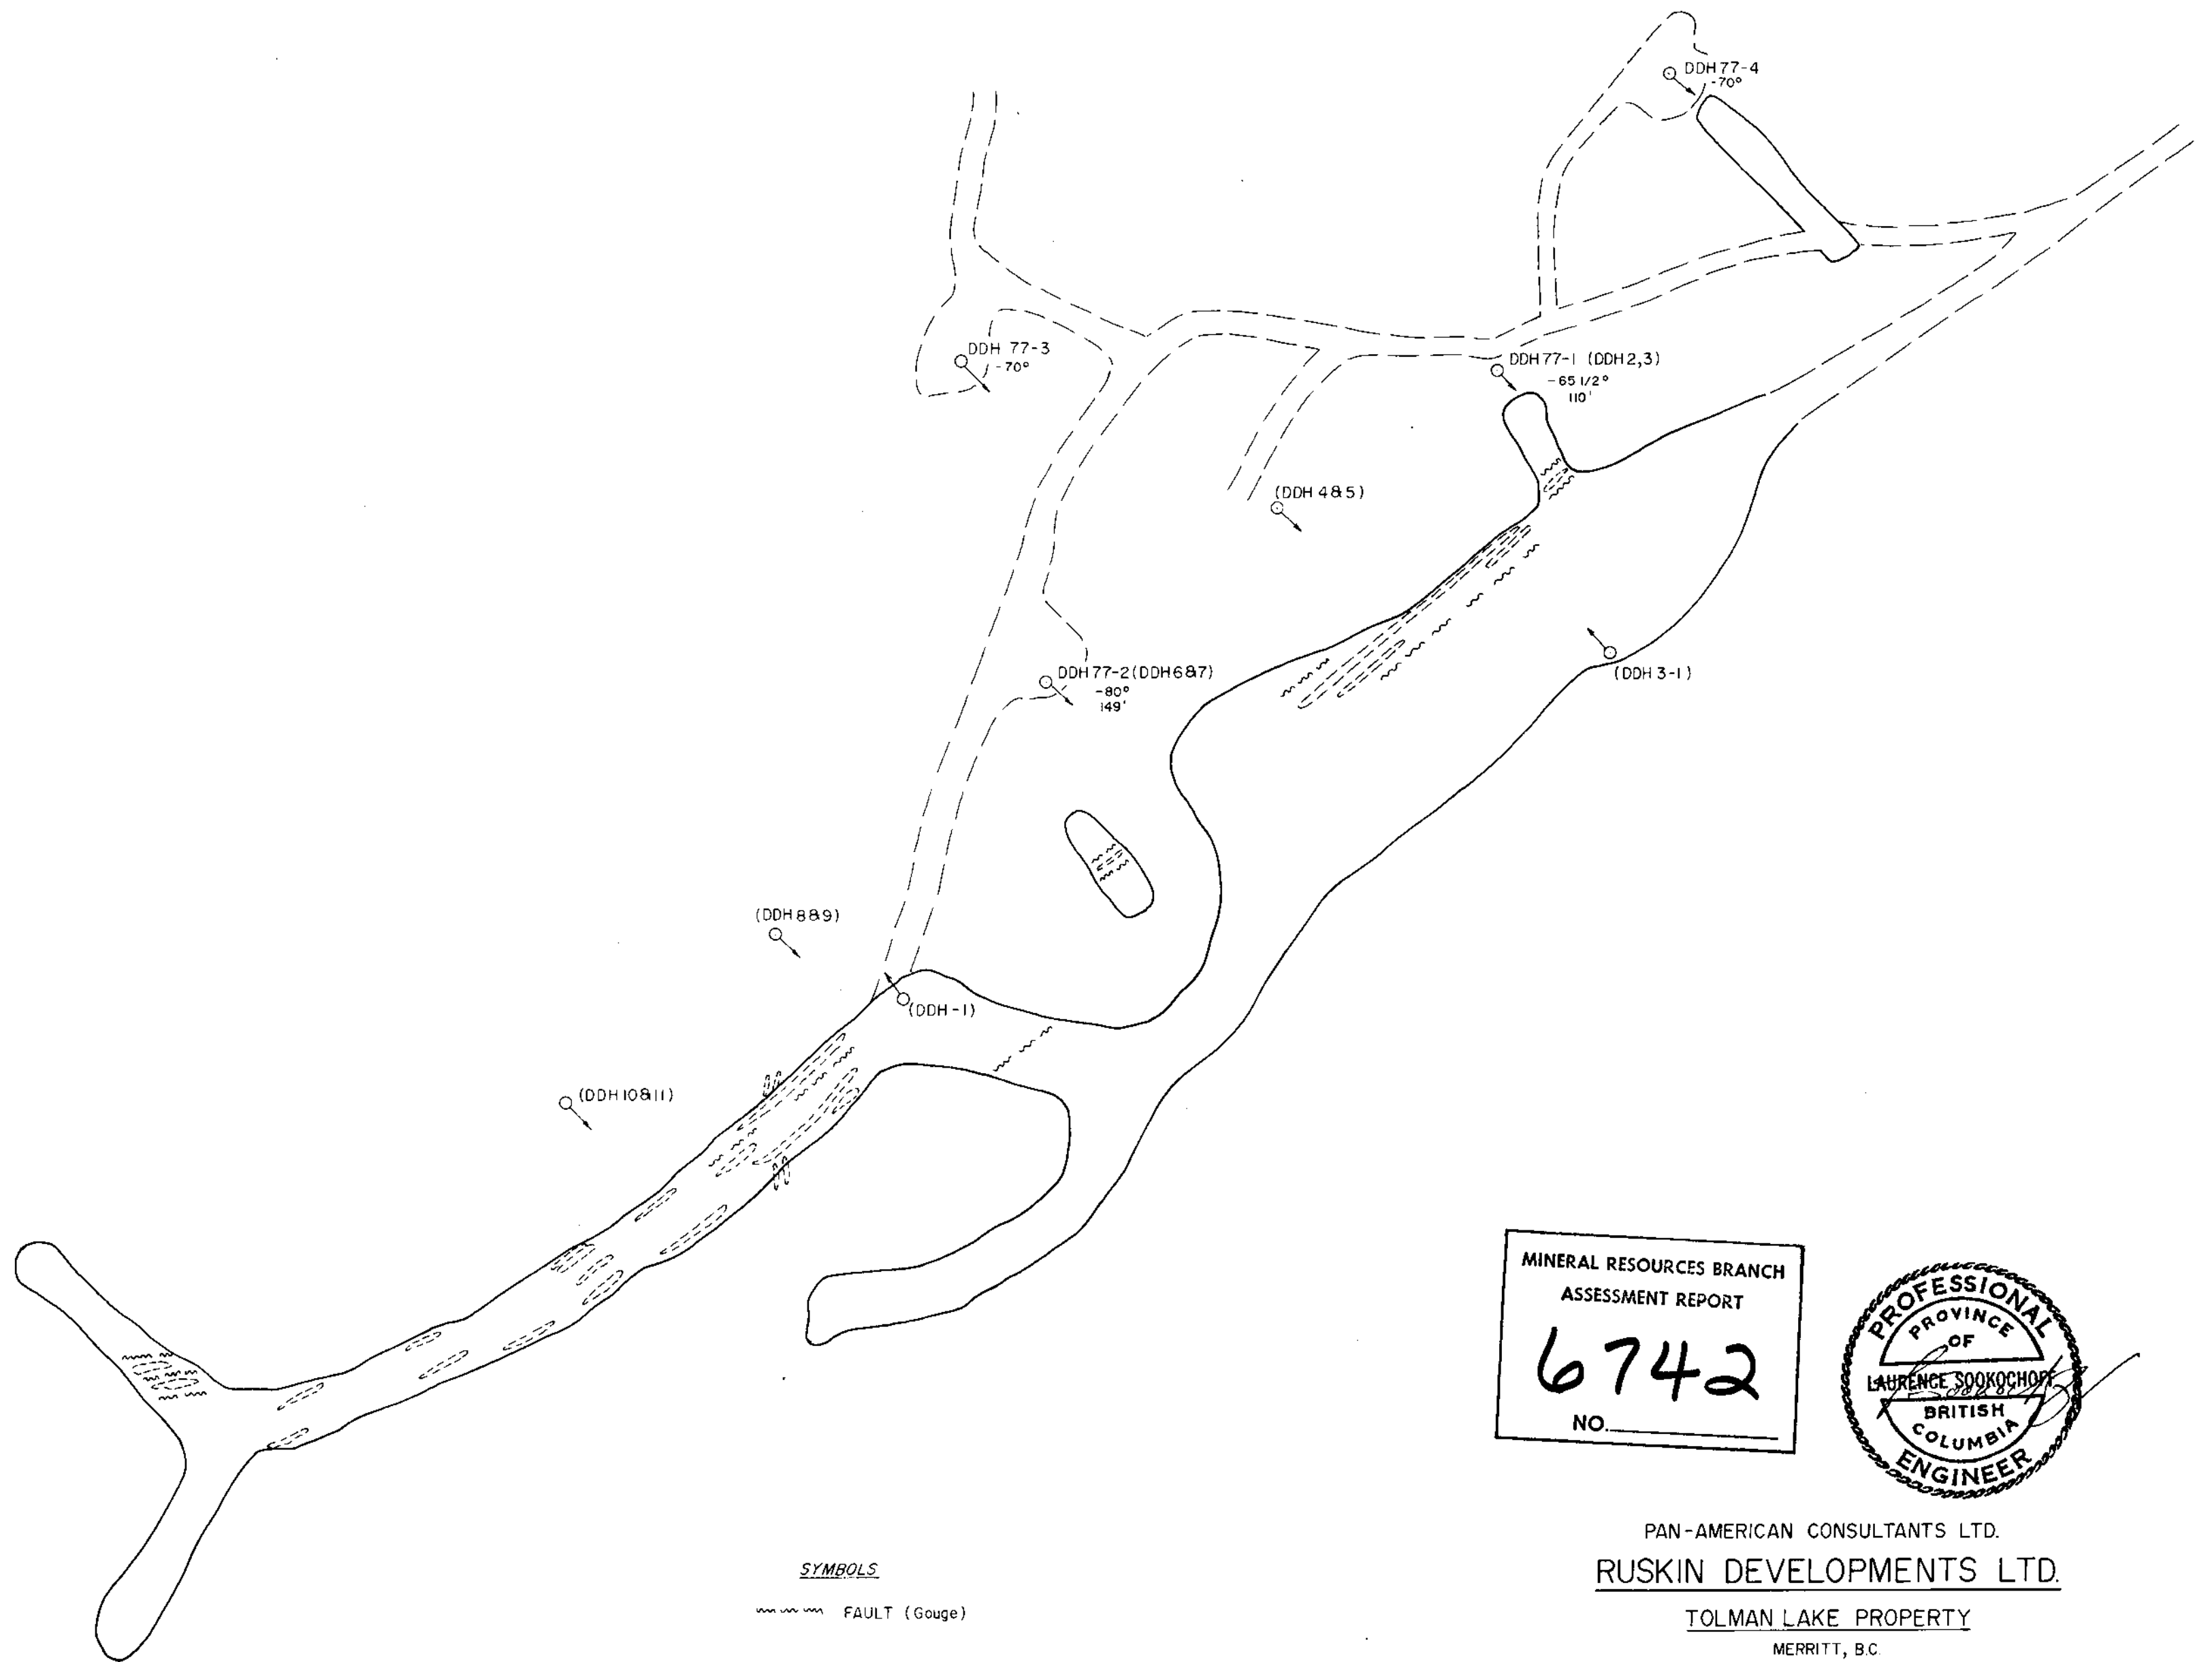 DDH 77-4
-70°
DDH 77-3
-70°
DDH 77-1 (DDH 2,3)
-65 1/2°
110'
(DDH 4&5)
DDH 77-2 (DDH 6&7)
-80°
149'
(DDH 3-1)
(DDH 8&9)
(DDH-1)
(DDH 10&11)
MINERAL RESOURCES BRANCH
ASSESSMENT REPORT
6742
NO.
PROFESSIONAL
PROVINCE
OF
LAURENCE SOOKOCHOFF
BRITISH
COLUMBIA
ENGINEER
PAN-AMERICAN CONSULTANTS LTD.
RUSKIN DEVELOPMENTS LTD.
TOLMAN LAKE PROPERTY
MERRITT, B.C.
SYMBOLS
FAULT (Gouge)